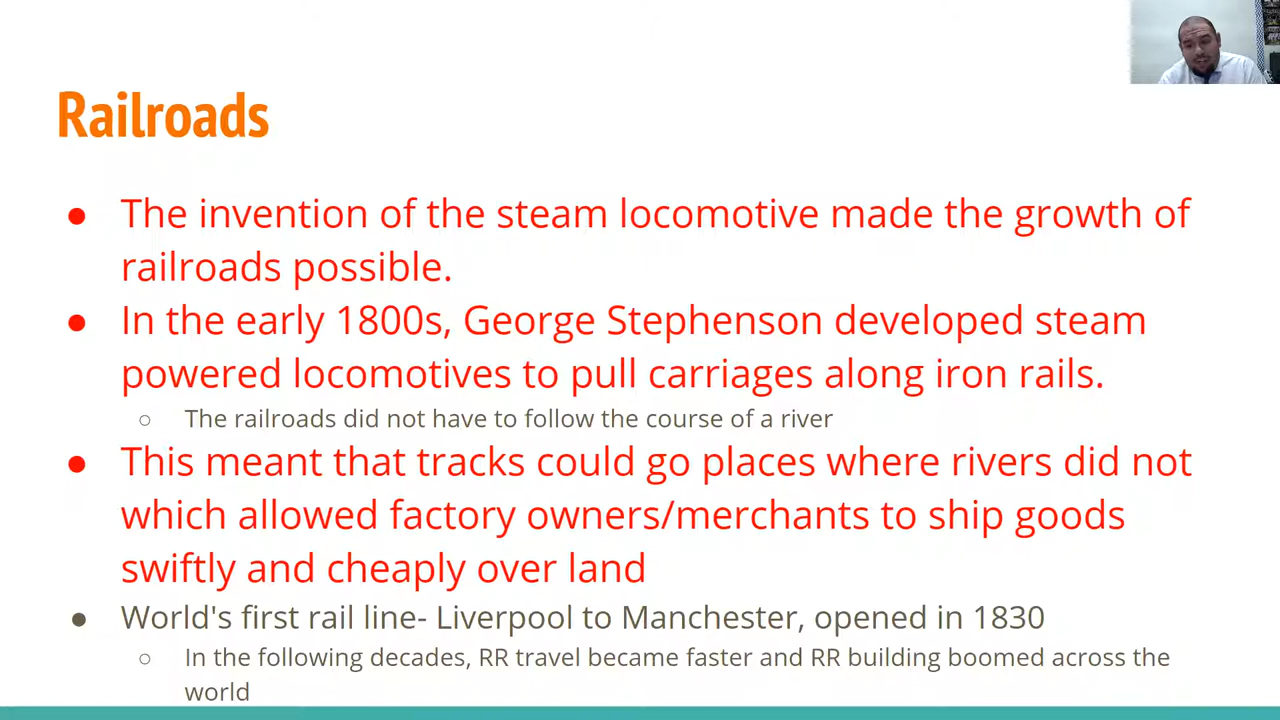 Railroads
● The invention of the steam locomotive made the growth of
railroads possible.
● In the early 1800s, George Stephenson developed steam
powered locomotives to pull carriages along iron rails.
○ The railroads did not have to follow the course of a river
● This meant that tracks could go places where rivers did not
which allowed factory owners/merchants to ship goods
swiftly and cheaply over land
● World's first rail line- Liverpool to Manchester, opened in 1830
○ In the following decades, RR travel became faster and RR building boomed across the
world